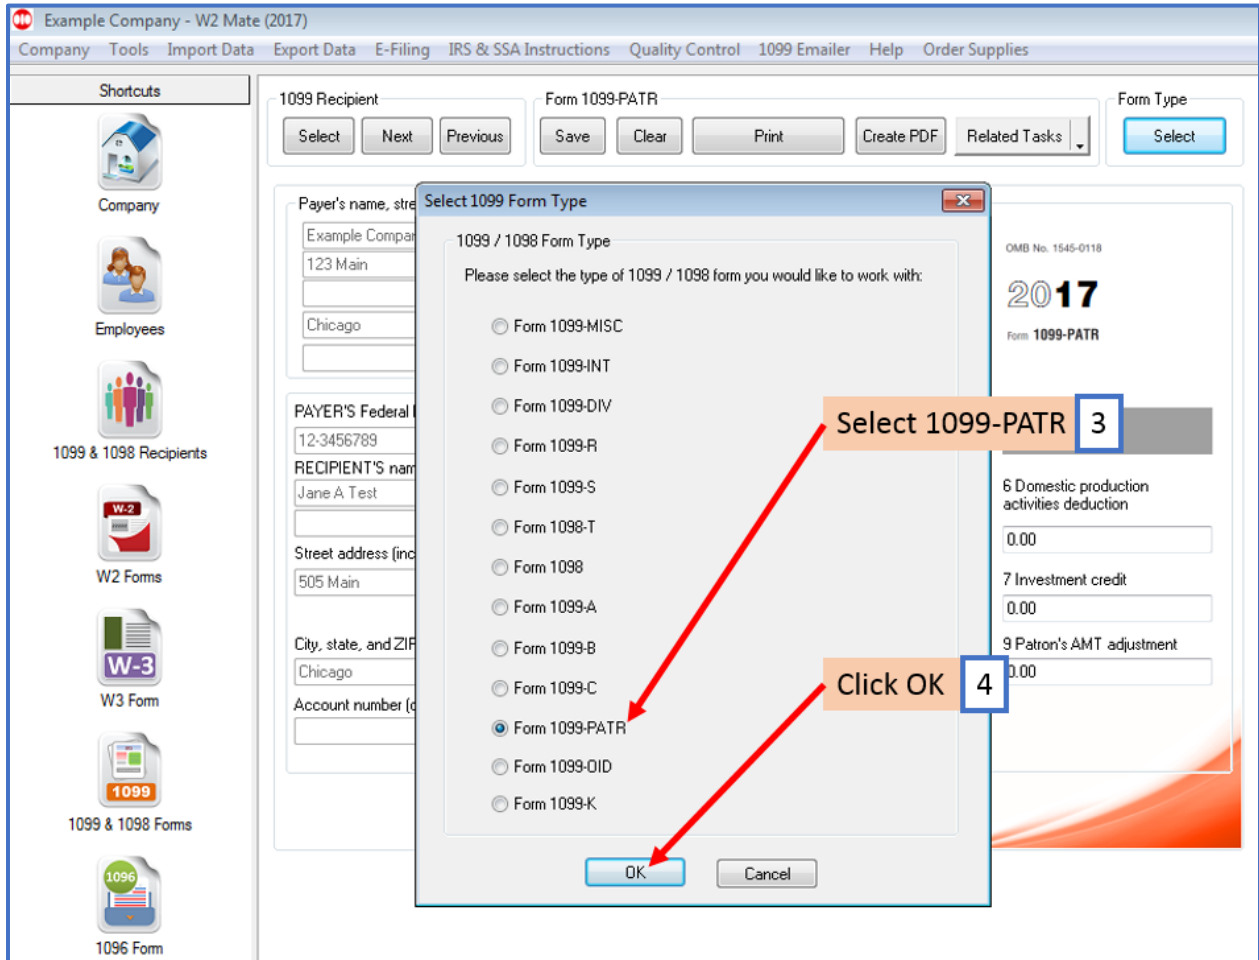 Example Company - W2 Mate (2017)
Company Tools Import Data Export Data E-Filing IRS & SSA Instructions Quality Control 1099 Emailer Help Order Supplies
Shortcuts
Company
Employees
1099 & 1098 Recipients
W-2
W2 Forms
W-3
W3 Form
1099
1099 & 1098 Forms
1096
1096 Form
1099 Recipient
Select Next Previous
Form 1099-PATR
Save Clear Print Create PDF Related Tasks
Form Type
Select
Payer's name, stre
Example Compar
123 Main
Chicago
PAYER'S Federal
12-3456789
RECIPIENT'S nam
Jane A Test
Street address (inc
505 Main
City, state, and ZIP
Chicago
Account number (c
Select 1099 Form Type
1099 / 1098 Form Type
Please select the type of 1099 / 1098 form you would like to work with:
Form 1099-MISC
Form 1099-INT
Form 1099-DIV
Form 1099-R
Form 1099-S
Form 1098-T
Form 1098
Form 1099-A
Form 1099-B
Form 1099-C
Form 1099-PATR
Form 1099-OID
Form 1099-K
OK Cancel
Select 1099-PATR 3
Click OK 4
OMB No. 1545-0118
2017
Form 1099-PATR
6 Domestic production
activities deduction
0.00
7 Investment credit
0.00
9 Patron's AMT adjustment
0.00